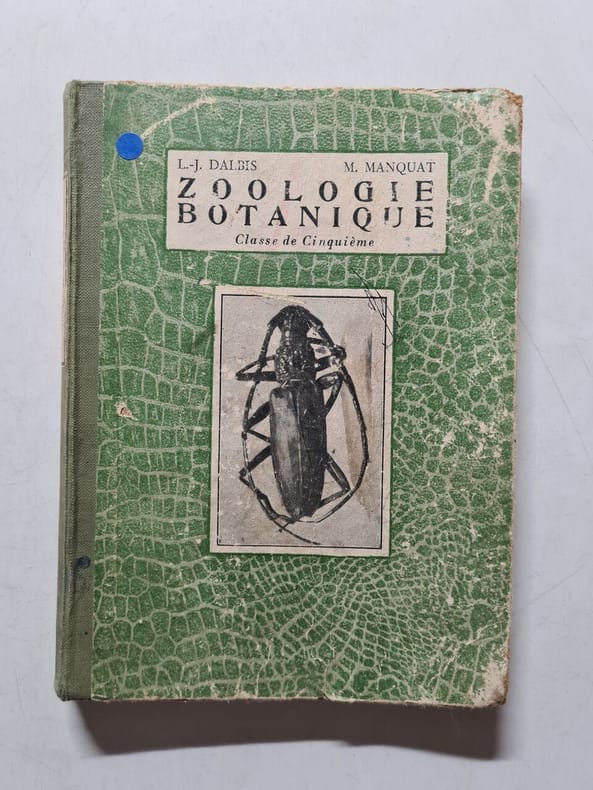 L.-J. DALBIS M. MANQUAT
ZOOLOGIE
BOTANIQUE
Classe de Cinquième